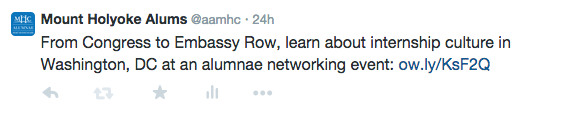 Mount Holyoke Alums @aamhc · 24h
From Congress to Embassy Row, learn about internship culture in
Washington, DC at an alumnae networking event: ow.ly/KsF2Q